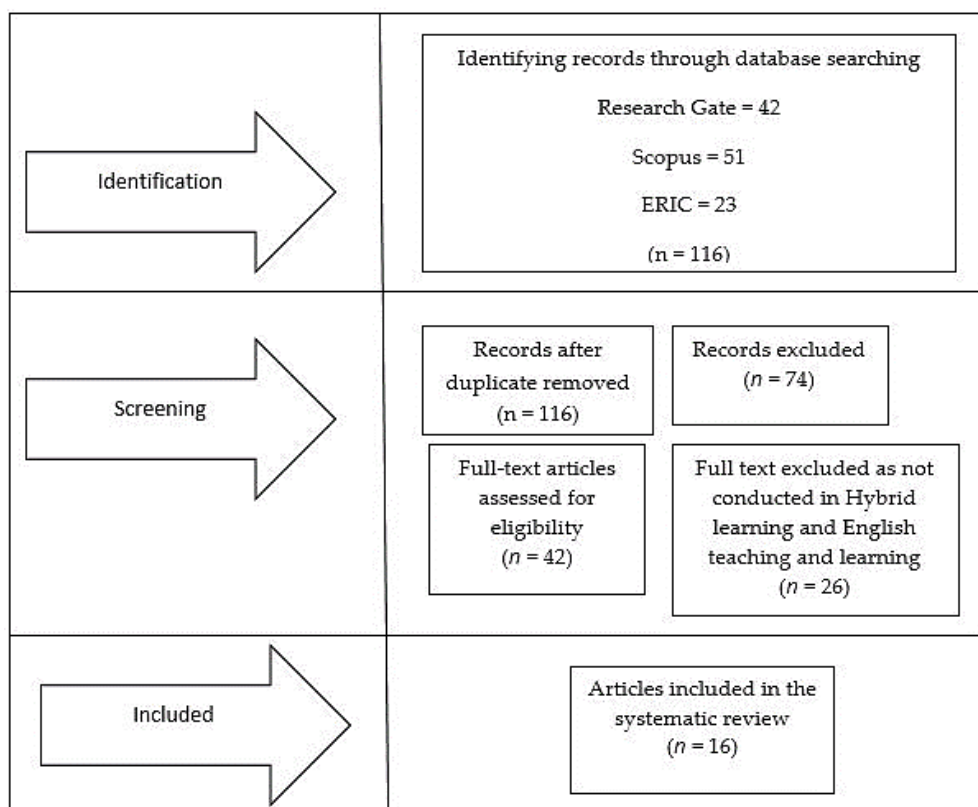 Identification
Identifying records through database searching
Research Gate = 42
Scopus = 51
ERIC = 23
(n = 116)
Screening
Records after
duplicate removed
(n = 116)
Records excluded
(n = 74)
Full-text articles
assessed for
eligibility
(n = 42)
Full text excluded as not
conducted in Hybrid
learning and English
teaching and learning
(n = 26)
Included
Articles included in the
systematic review
(n = 16)